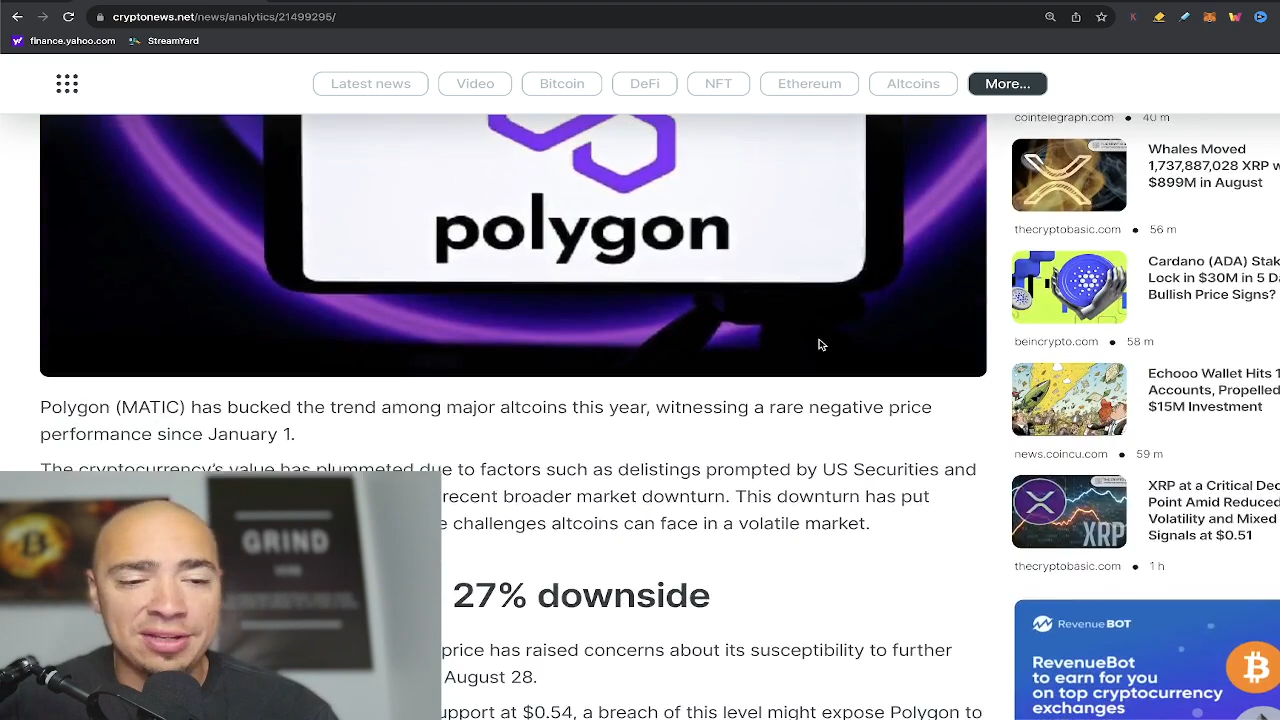 cryptonews.net/news/analytics/21499295/
finance.yahoo.com
StreamYard
Latest news
Video
Bitcoin
DeFi
NFT
Ethereum
Altcoins
More...
polygon
Polygon (MATIC) has bucked the trend among major altcoins this year, witnessing a rare negative price
performance since January 1.
The cryptocurrency's value has plummeted due to factors such as delistings prompted by US Securities and
recent broader market downturn. This downturn has put
e challenges altcoins can face in a volatile market.
27% downside
price has raised concerns about its susceptibility to further
August 28.
upport at $0.54, a breach of this level might expose Polygon to
GRIND
cointelegraph.com • 40 m
Whales Moved
1,737,887,028 XRP w
$899M in August
thecryptobasic.com • 56 m
Cardano (ADA) Stak
Lock in $30M in 5 D
Bullish Price Signs?
beincrypto.com • 58 m
Echooo Wallet Hits 1
Accounts, Propelled
$15M Investment
news.coincu.com • 59 m
XRP
XRP at a Critical Dec
Point Amid Reduced
Volatility and Mixed
Signals at $0.51
thecryptobasic.com • 1 h
RevenueBOT
RevenueBot
to earn for you
on top cryptocurrency
exchanges